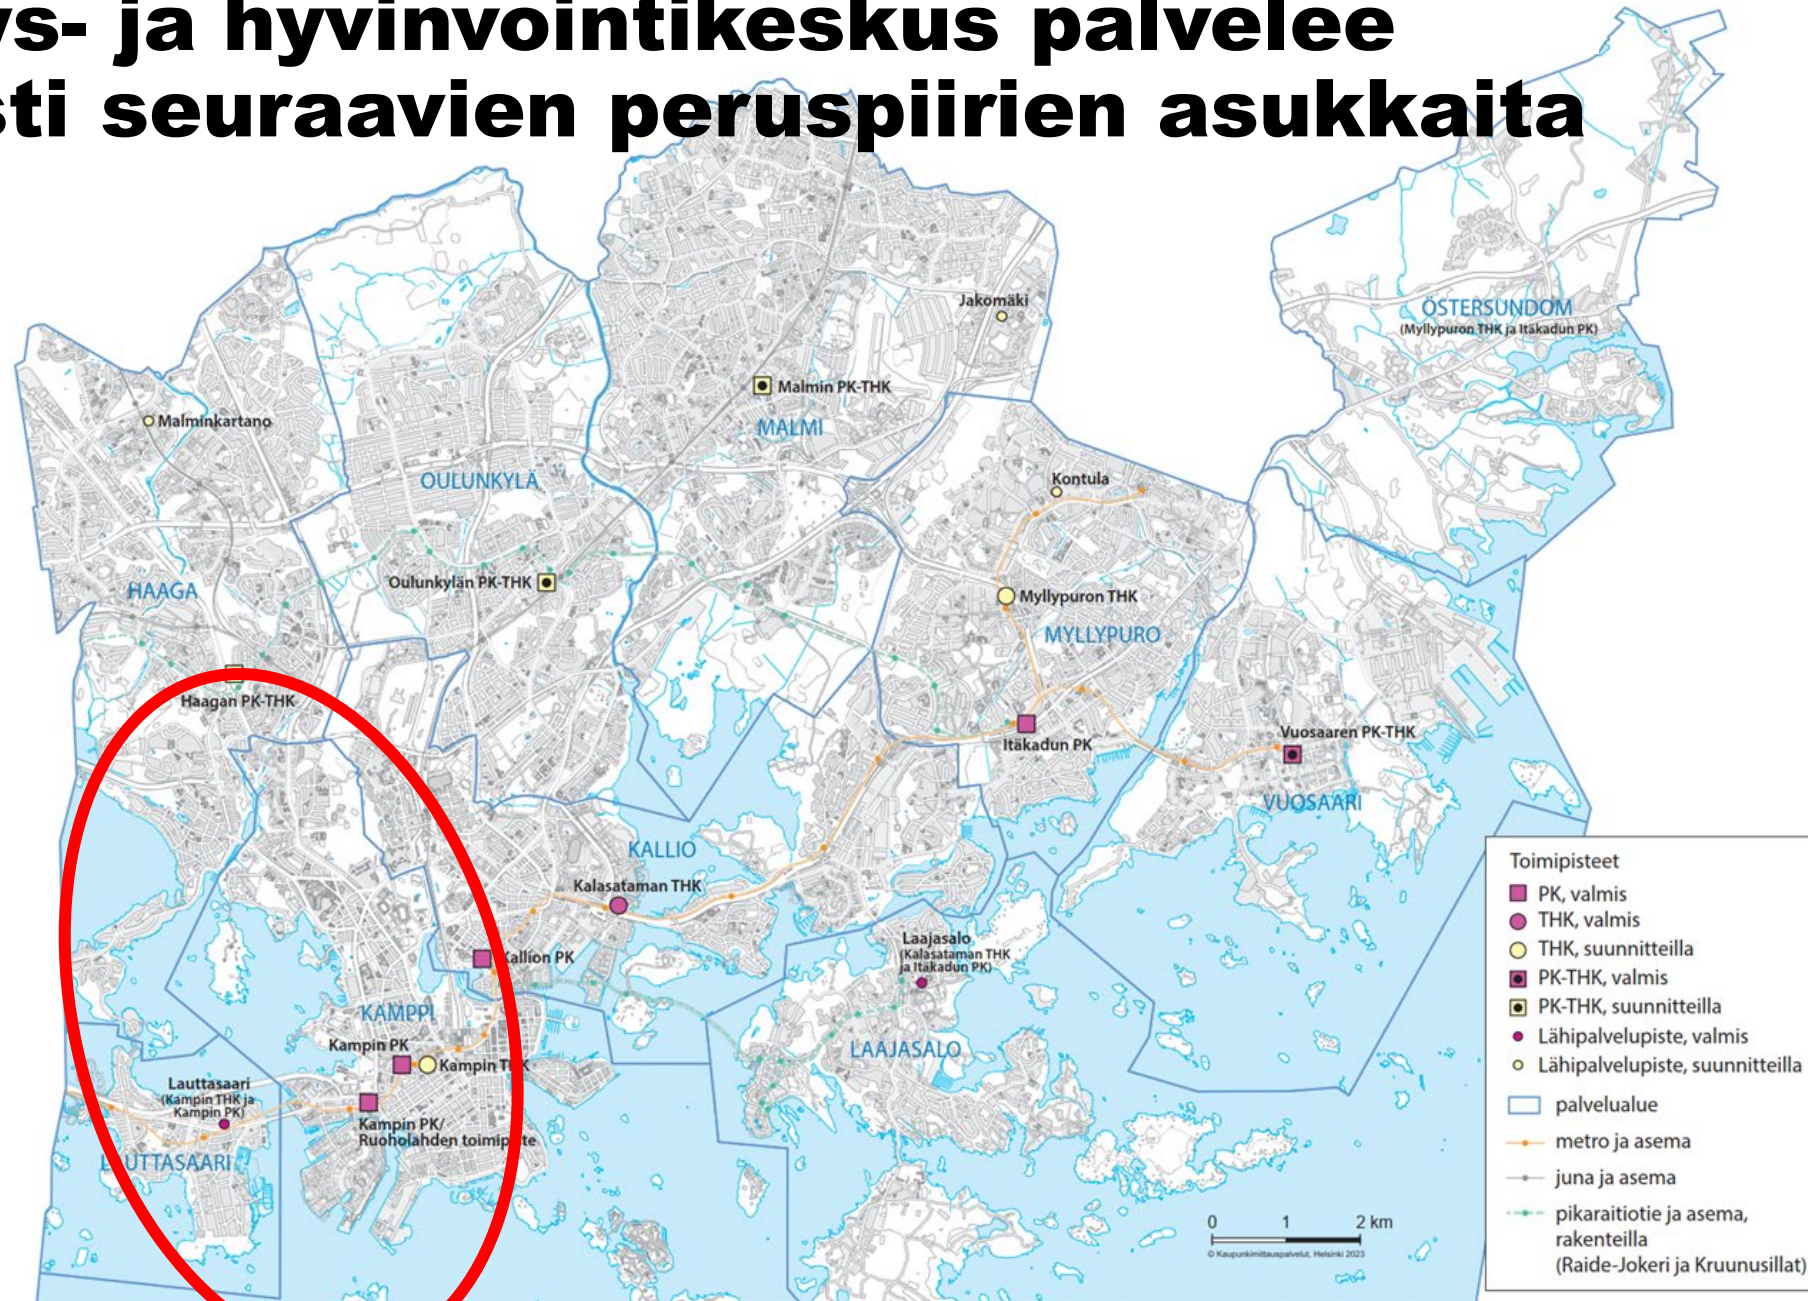 ys- ja hyvinvointikeskus palvelee
sti seuraavien peruspiirien asukkaita
Jakomäki
ÖSTERSUNDOM
(Myllypuron THK ja Itäkadun PK)
Malmin PK-THK
MALMI
Malminkartano
OULUNKYLÄ
Kontula
Oulunkylän PK-THK
HAAGA
Myllypuron THK
MYLLYPURO
Haagan PK-THK
Itäkadun PK
Vuosaaren PK-THK
VUOSAARI
KALLIO
Kalasataman THK
Kallion PK
Laajasalo
(Kalasataman THK
ja Itäkadun PK)
KAMPPI
Kampin PK
Kampin THK
LAAJASALO
Lauttasaari
(Kampin THK ja
Kampin PK)
Kampin PK/
Ruoholahden toimipiste
LAUTTASAARI
Toimipisteet
PK, valmis
THK, valmis
THK, suunnitteilla
PK-THK, valmis
PK-THK, suunnitteilla
Lähipalvelupiste, valmis
Lähipalvelupiste, suunnitteilla
palvelualue
metro ja asema
juna ja asema
pikaraitiotie ja asema,
rakenteilla
(Raide-Jokeri ja Kruunusillat)
0 1 2 km
© Kaupunkimittauspalvelut, Helsinki 2023